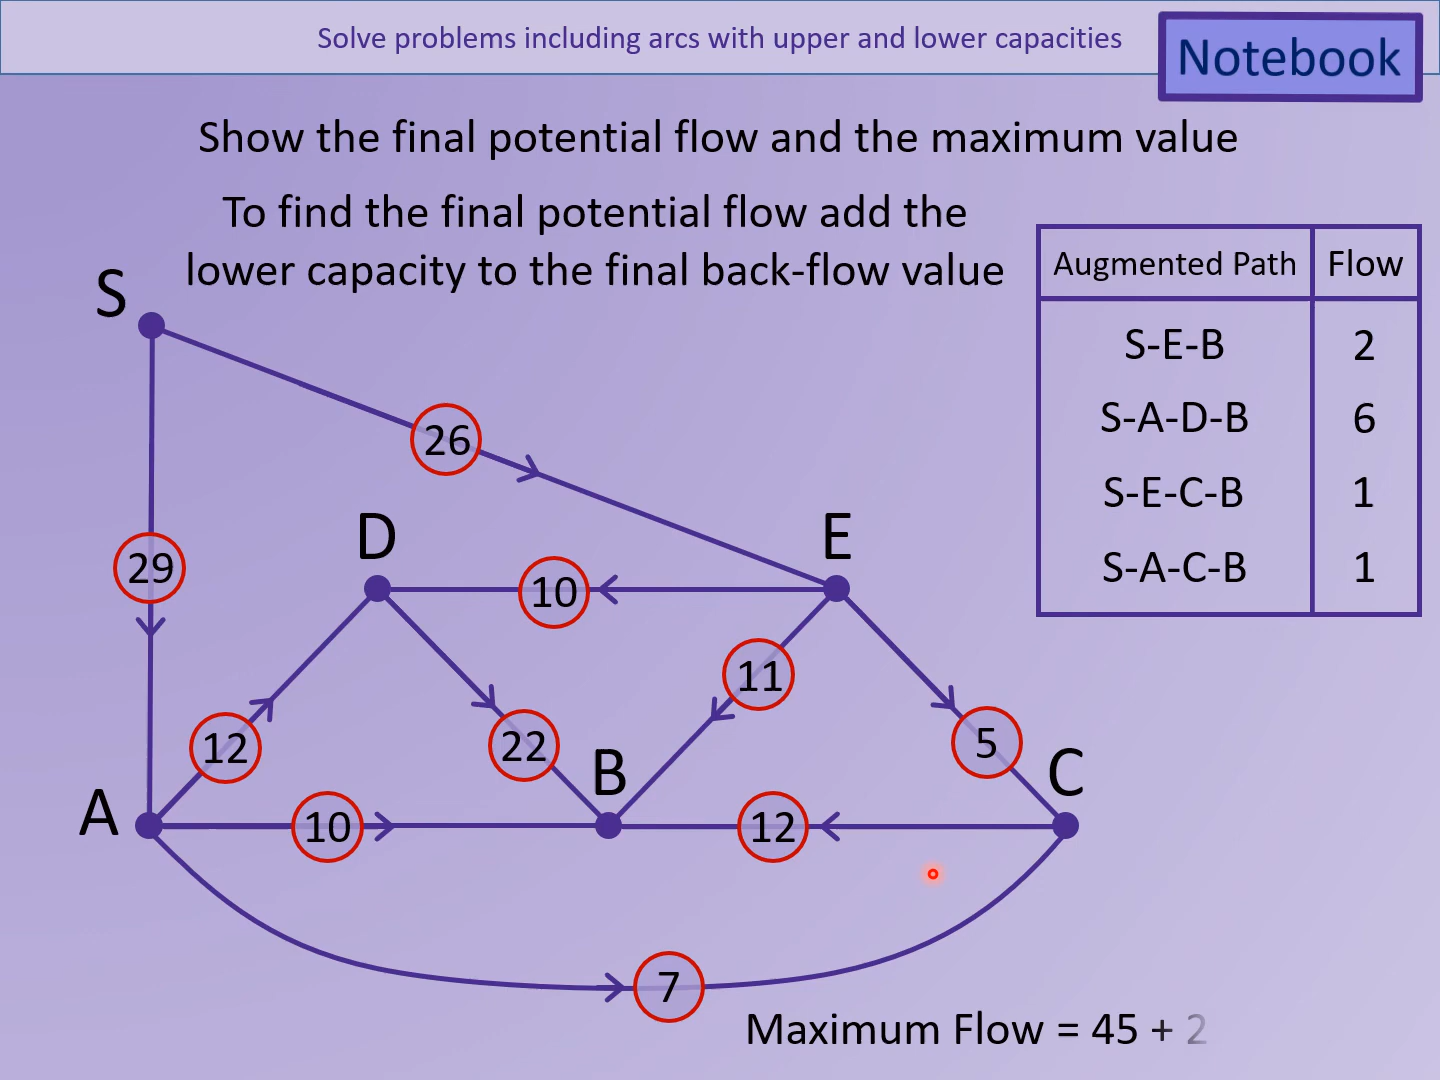 Solve problems including arcs with upper and lower capacities
Notebook
Show the final potential flow and the maximum value
To find the final potential flow add the
lower capacity to the final back-flow value
Augmented Path Flow
S-E-B 2
S-A-D-B 6
S-E-C-B 1
S-A-C-B 1
S
26
29
D
E
10
11
12
22
5
A
B
C
10
12
7
Maximum Flow = 45 + 2